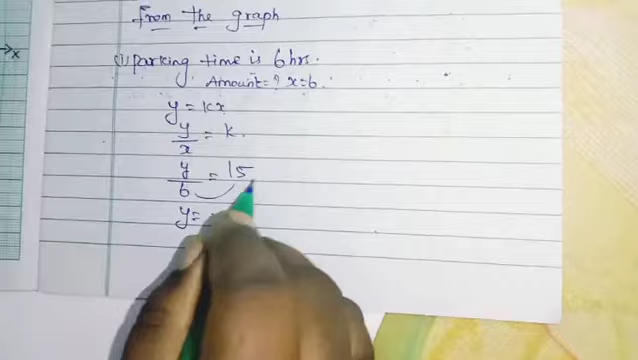 From the graph
(i) parking time is 6 hrs.
Amount = ? x = 6.
y = kx
y/x = k.
y/6 = 15
y =
x